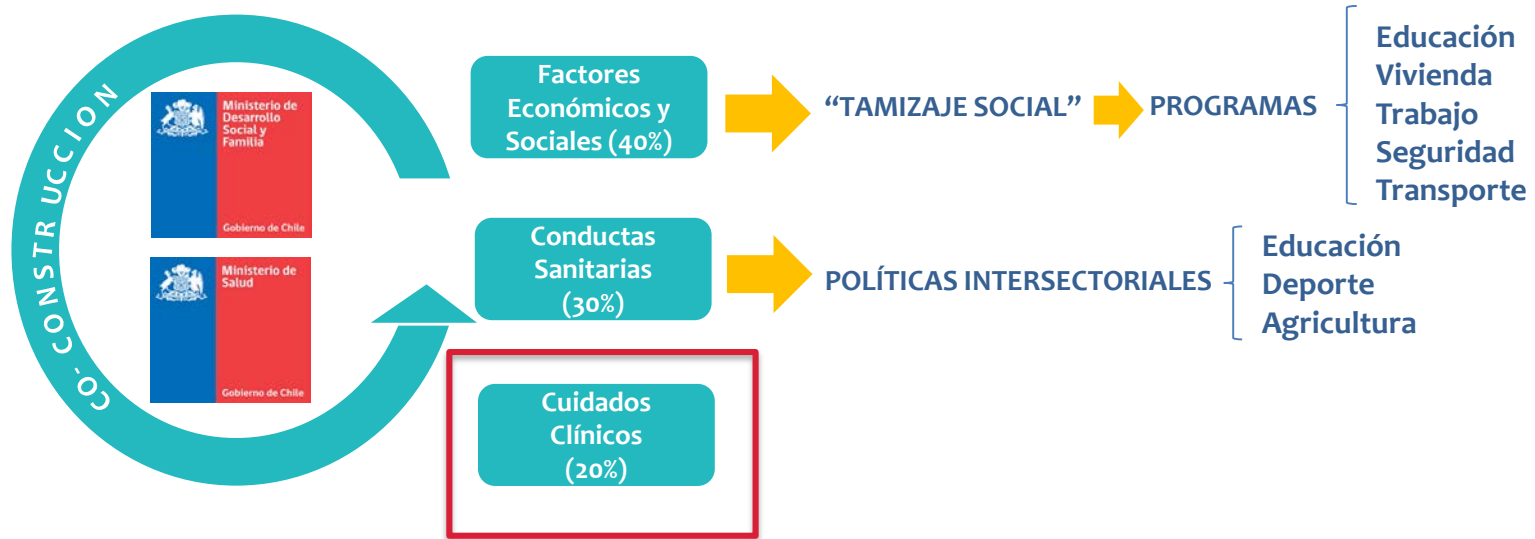 CO-CONSTRUCCION
Ministerio de
Desarrollo
Social y
Familia
Gobierno de Chile
Ministerio de
Salud
Gobierno de Chile
Factores
Económicos y
Sociales (40%)
“TAMIZAJE SOCIAL”
PROGRAMAS
Educación
Vivienda
Trabajo
Seguridad
Transporte
Conductas
Sanitarias
(30%)
POLÍTICAS INTERSECTORIALES
Educación
Deporte
Agricultura
Cuidados
Clínicos
(20%)